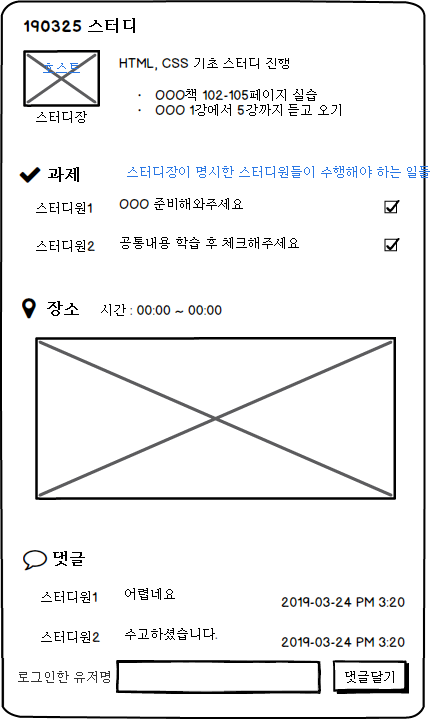 190325 스터디
호스트
스터디장
HTML, CSS 기초 스터디 진행
· OOO책 102-105페이지 실습
· OOO 1강에서 5강까지 듣고 오기
과제
스터디장이 명시한 스터디원들이 수행해야 하는 일들
스터디원1 OOO 준비해와주세요
스터디원2 공통내용 학습 후 체크해주세요
장소 시간 : 00:00 ~ 00:00
댓글
스터디원1 어렵네요
2019-03-24 PM 3:20
스터디원2 수고하셨습니다.
2019-03-24 PM 3:20
로그인한 유저명 댓글달기